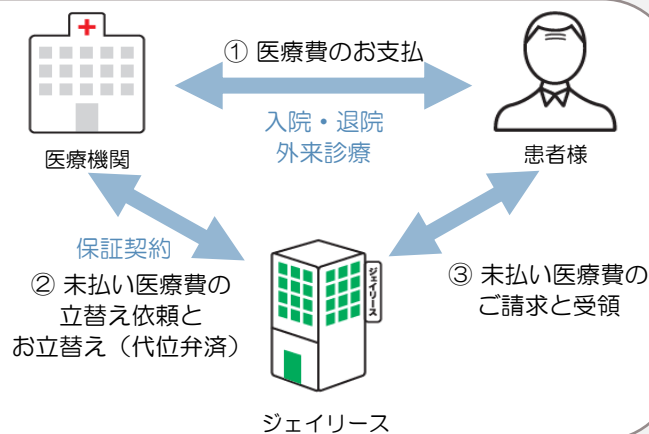 ① 医療費のお支払
入院・退院
外来診療
医療機関
患者様
保証契約
② 未払い医療費の
立替え依頼と
お立替え（代位弁済）
ジェイリース
③ 未払い医療費の
ご請求と受領
ジェイリース